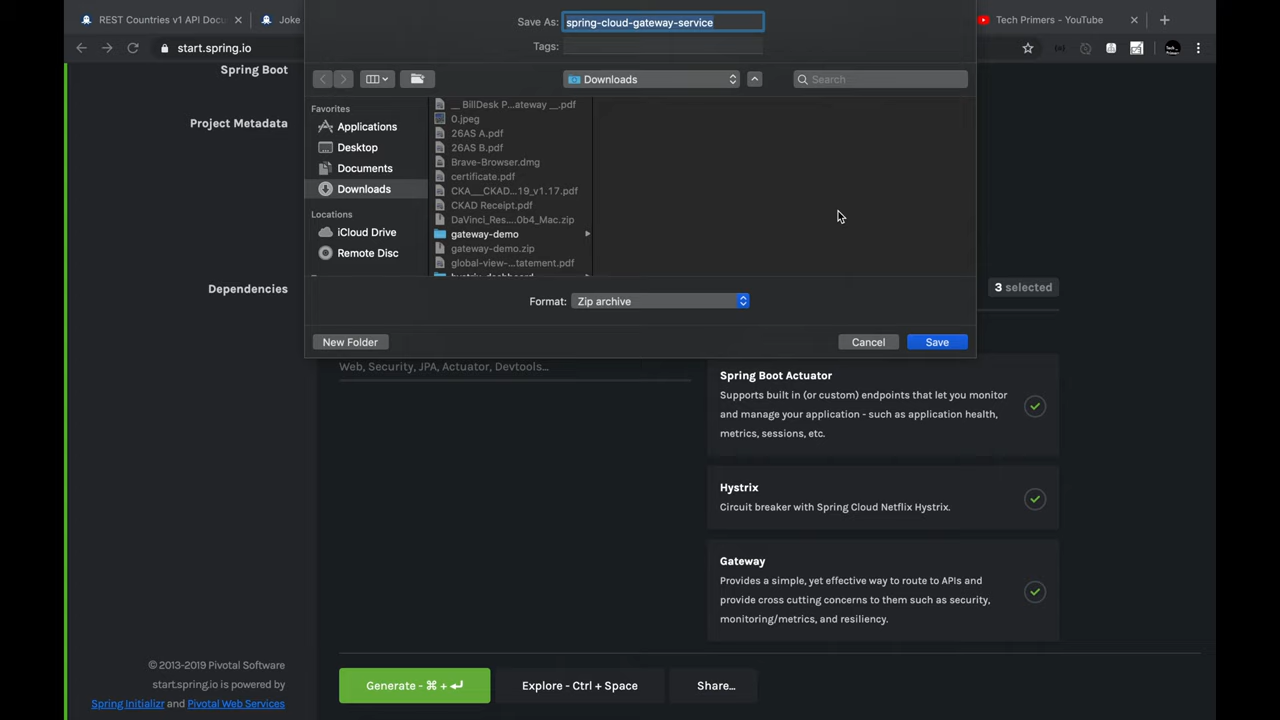 REST Countries v1 API Docu
Joke
Tech Primers - YouTube
start.spring.io
Save As: spring-cloud-gateway-service
Tags:
Downloads
Search
Favorites
Applications
Desktop
Documents
Downloads
Locations
iCloud Drive
Remote Disc
__ BillDesk P...ateway __.pdf
0.jpeg
26AS A.pdf
26AS B.pdf
Brave-Browser.dmg
certificate.pdf
CKA__CKAD...19_v1.17.pdf
CKAD Receipt.pdf
DaVinci_Res....0b4_Mac.zip
gateway-demo
gateway-demo.zip
global-view-...tatement.pdf
hystrix-dashboard
Format: Zip archive
New Folder
Cancel
Save
Spring Boot
Project Metadata
Dependencies
3 selected
Web, Security, JPA, Actuator, Devtools...
Spring Boot Actuator
Supports built in (or custom) endpoints that let you monitor
and manage your application - such as application health,
metrics, sessions, etc.
Hystrix
Circuit breaker with Spring Cloud Netflix Hystrix.
Gateway
Provides a simple, yet effective way to route to APIs and
provide cross cutting concerns to them such as security,
monitoring/metrics, and resiliency.
© 2013-2019 Pivotal Software
start.spring.io is powered by
Spring Initializr and Pivotal Web Services
Generate - ⌘ + ↵
Explore - Ctrl + Space
Share...